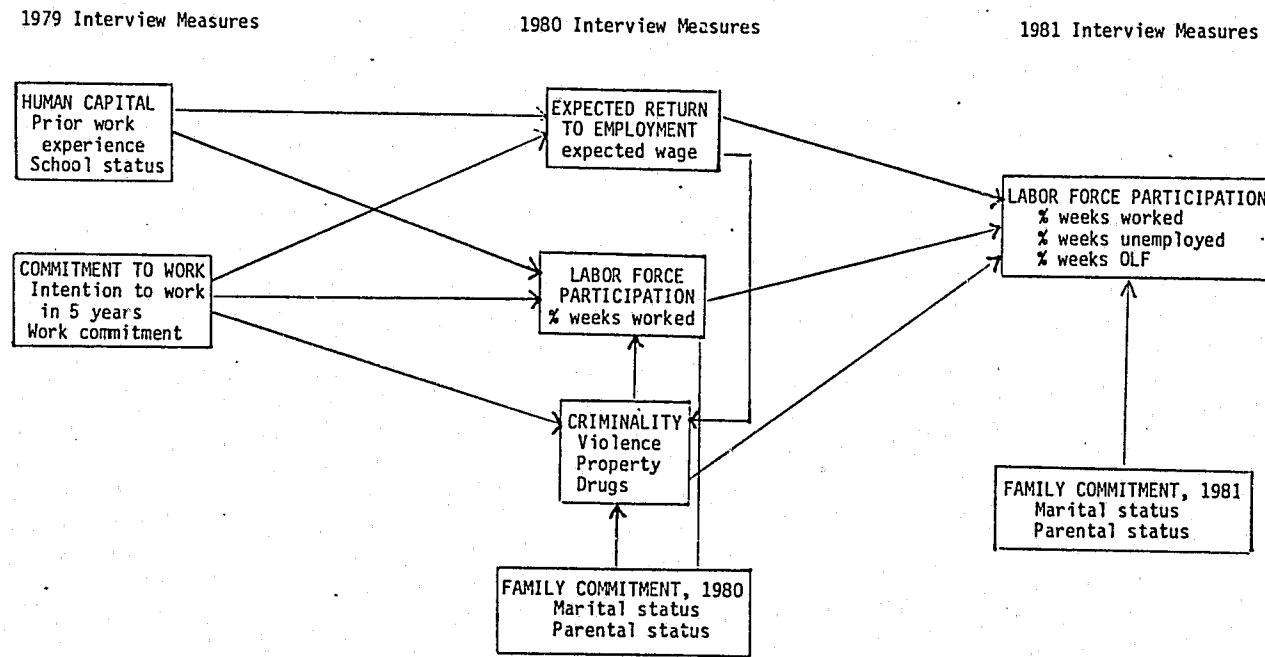 1979 Interview Measures
1980 Interview Measures
1981 Interview Measures
HUMAN CAPITAL
Prior work
experience
School status
EXPECTED RETURN
TO EMPLOYMENT
expected wage
LABOR FORCE PARTICIPATION
% weeks worked
% weeks unemployed
% weeks OLF
COMMITMENT TO WORK
Intention to work
in 5 years
Work commitment
LABOR FORCE
PARTICIPATION
% weeks worked
CRIMINALITY
Violence
Property
Drugs
FAMILY COMMITMENT, 1981
Marital status
Parental status
FAMILY COMMITMENT, 1980
Marital status
Parental status